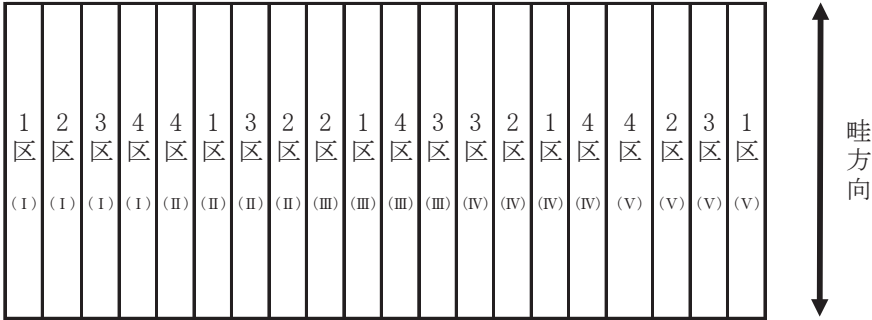 1区(Ⅰ)
2区(Ⅰ)
3区(Ⅰ)
4区(Ⅰ)
4区(Ⅱ)
1区(Ⅱ)
3区(Ⅱ)
2区(Ⅱ)
2区(Ⅲ)
1区(Ⅲ)
4区(Ⅲ)
3区(Ⅲ)
3区(Ⅳ)
2区(Ⅳ)
1区(Ⅳ)
4区(Ⅳ)
4区(Ⅴ)
2区(Ⅴ)
3区(Ⅴ)
1区(Ⅴ)
畦方向